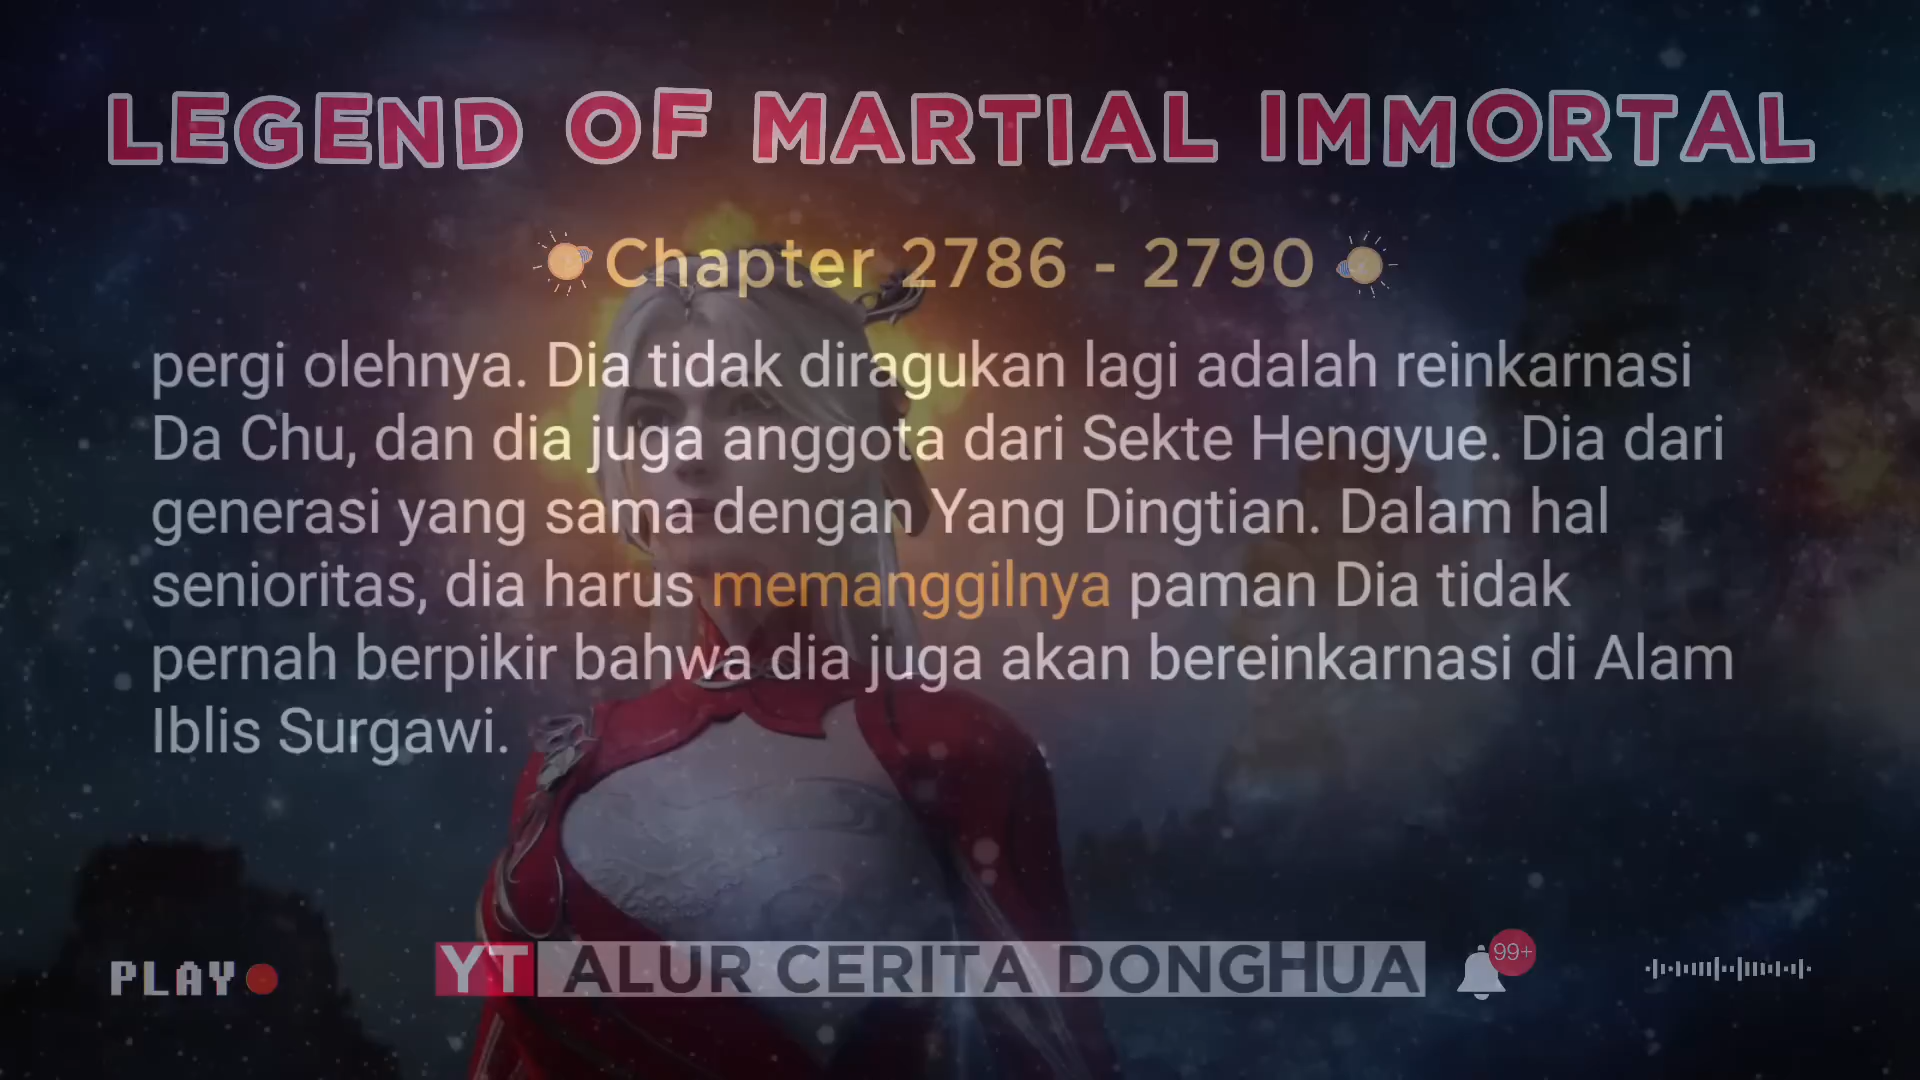 LEGEND OF MARTIAL IMMORTAL
Chapter 2786 - 2790
pergi olehnya. Dia tidak diragukan lagi adalah reinkarnasi
Da Chu, dan dia juga anggota dari Sekte Hengyue. Dia dari
generasi yang sama dengan Yang Dingtian. Dalam hal
senioritas, dia harus memanggilnya paman Dia tidak
pernah berpikir bahwa dia juga akan bereinkarnasi di Alam
Iblis Surgawi.
PLAY
YT ALUR CERITA DONGHUA
99+